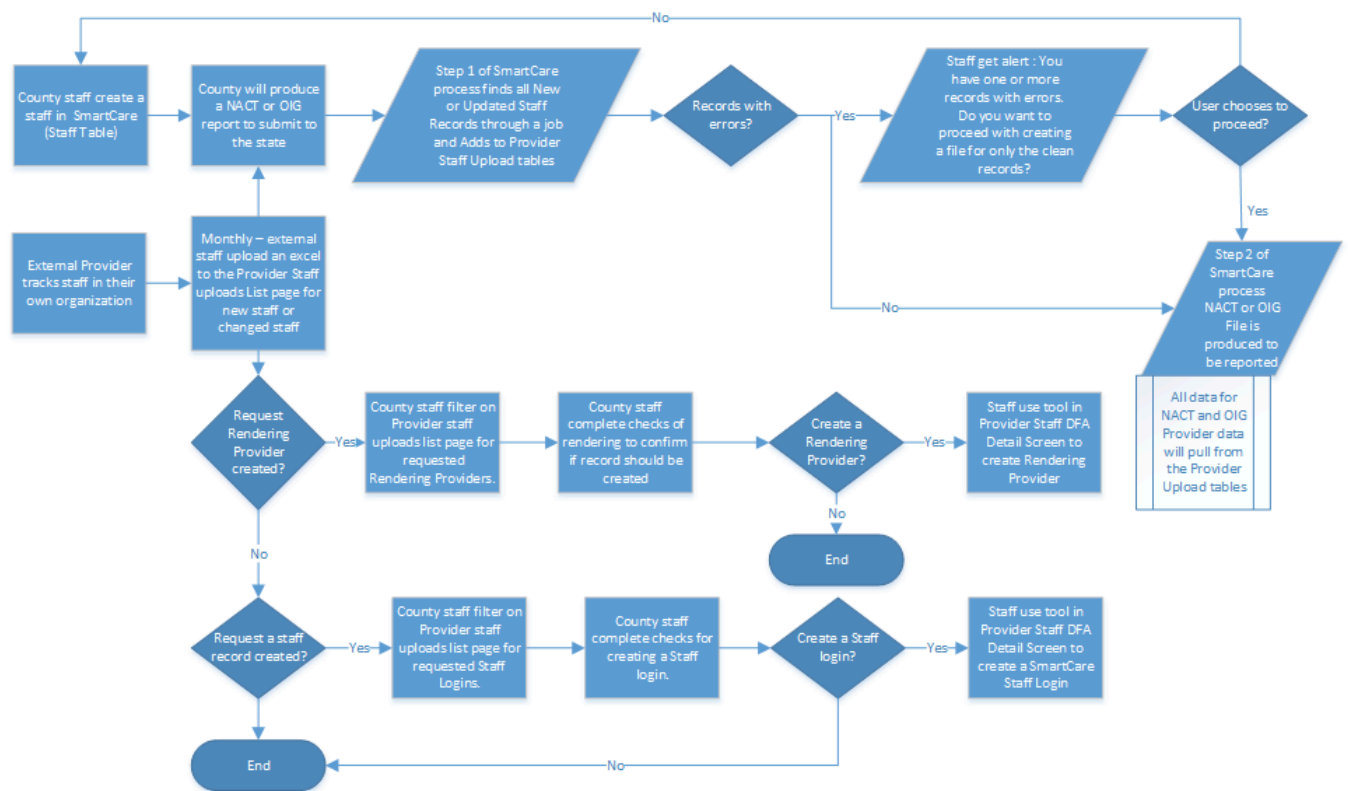 No
County staff create a
staff in SmartCare
(Staff Table)
County will produce
a NACT or OIG
report to submit to
the state
Step 1 of SmartCare
process finds all New
or Updated Staff
Records through a job
and Adds to Provider
Staff Upload tables
Records with
errors?
Yes
Staff get alert : You
have one or more
records with errors.
Do you want to
proceed with creating
a file for only the clean
records?
User chooses to
proceed?
Yes
No
External Provider
tracks staff in their
own organization
Monthly – external
staff upload an excel
to the Provider Staff
uploads List page for
new staff or
changed staff
Step 2 of
SmartCare
process
NACT or OIG
File is
produced to
be reported
All data for
NACT and OIG
Provider data
will pull from
the Provider
Upload tables
Request
Rendering
Provider
created?
Yes
County staff filter on
Provider staff
uploads list page for
requested
Rendering Providers.
County staff
complete checks of
rendering to confirm
if record should be
created
Create a
Rendering
Provider?
Yes
Staff use tool in
Provider Staff DFA
Detail Screen to
create Rendering
Provider
No
End
No
Request a staff
record created?
Yes
County staff filter on
Provider staff
uploads list page for
requested Staff
Logins.
County staff
complete checks for
creating a Staff
login.
Create a Staff
login?
Yes
Staff use tool in
Provider Staff DFA
Detail Screen to
create a SmartCare
Staff Login
No
End